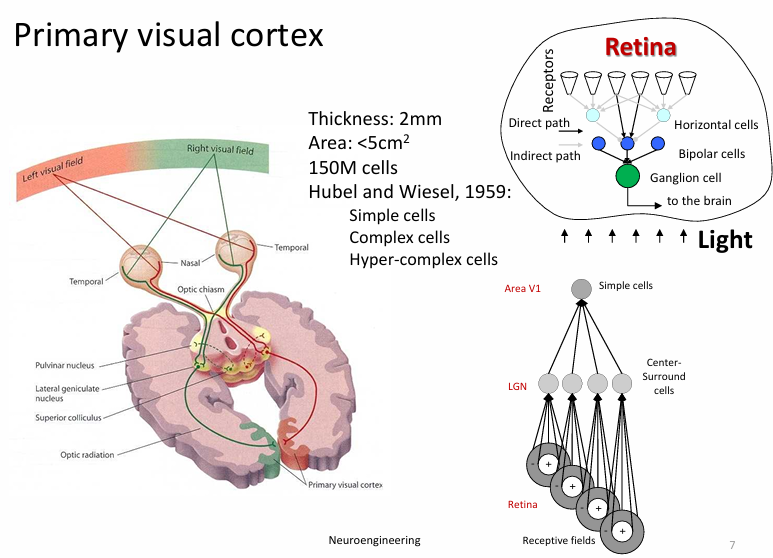 Primary visual cortex
Thickness: 2mm
Area: <5cm²
150M cells
Hubel and Wiesel, 1959:
Simple cells
Complex cells
Hyper-complex cells
Retina
Receptors
Direct path
Indirect path
Horizontal cells
Bipolar cells
Ganglion cell
to the brain
Light
Left visual field
Right visual field
Temporal
Nasal
Temporal
Optic chiasm
Pulvinar nucleus
Lateral geniculate
nucleus
Superior colliculus
Optic radiation
Primary visual cortex
Area V1
Simple cells
LGN
Center-
Surround
cells
- +
- +
- +
- +
Retina
Receptive fields
Neuroengineering
7